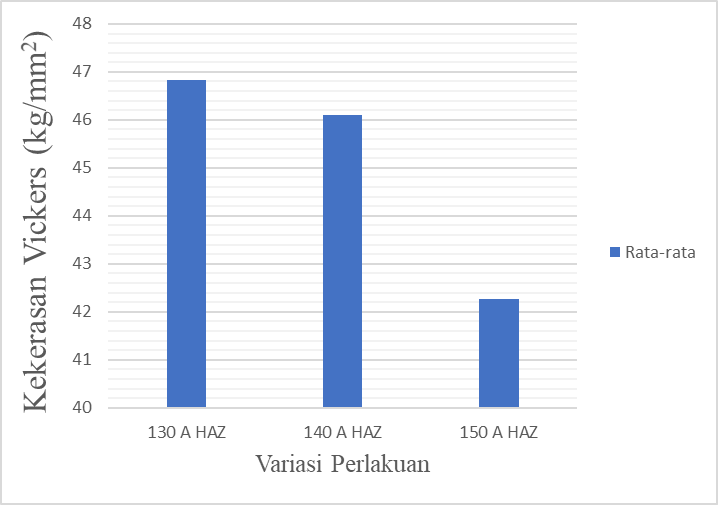 Kekerasan Vickers (kg/mm²)
48
47
46
45
44
43
42
41
40
130 A HAZ
140 A HAZ
150 A HAZ
Variasi Perlakuan
Rata-rata